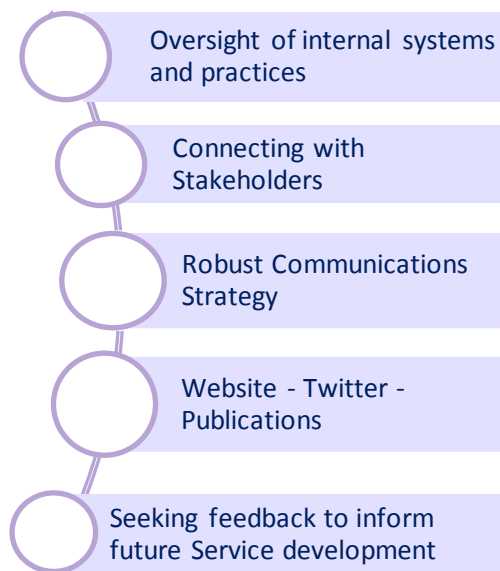 Oversight of internal systems
and practices
Connecting with
Stakeholders
Robust Communications
Strategy
Website - Twitter -
Publications
Seeking feedback to inform
future Service development